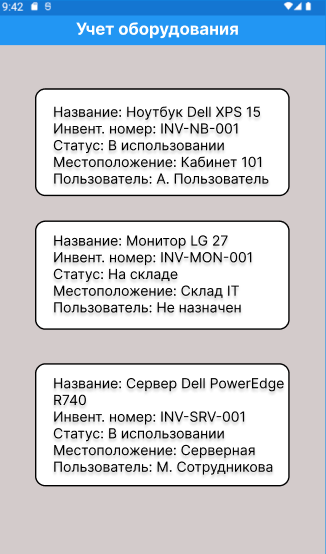 9:42
Учет оборудования
Название: Ноутбук Dell XPS 15
Инвент. номер: INV-NB-001
Статус: В использовании
Местоположение: Кабинет 101
Пользователь: А. Пользователь
Название: Монитор LG 27
Инвент. номер: INV-MON-001
Статус: На складе
Местоположение: Склад IT
Пользователь: Не назначен
Название: Сервер Dell PowerEdge
R740
Инвент. номер: INV-SRV-001
Статус: В использовании
Местоположение: Серверная
Пользователь: М. Сотрудникова